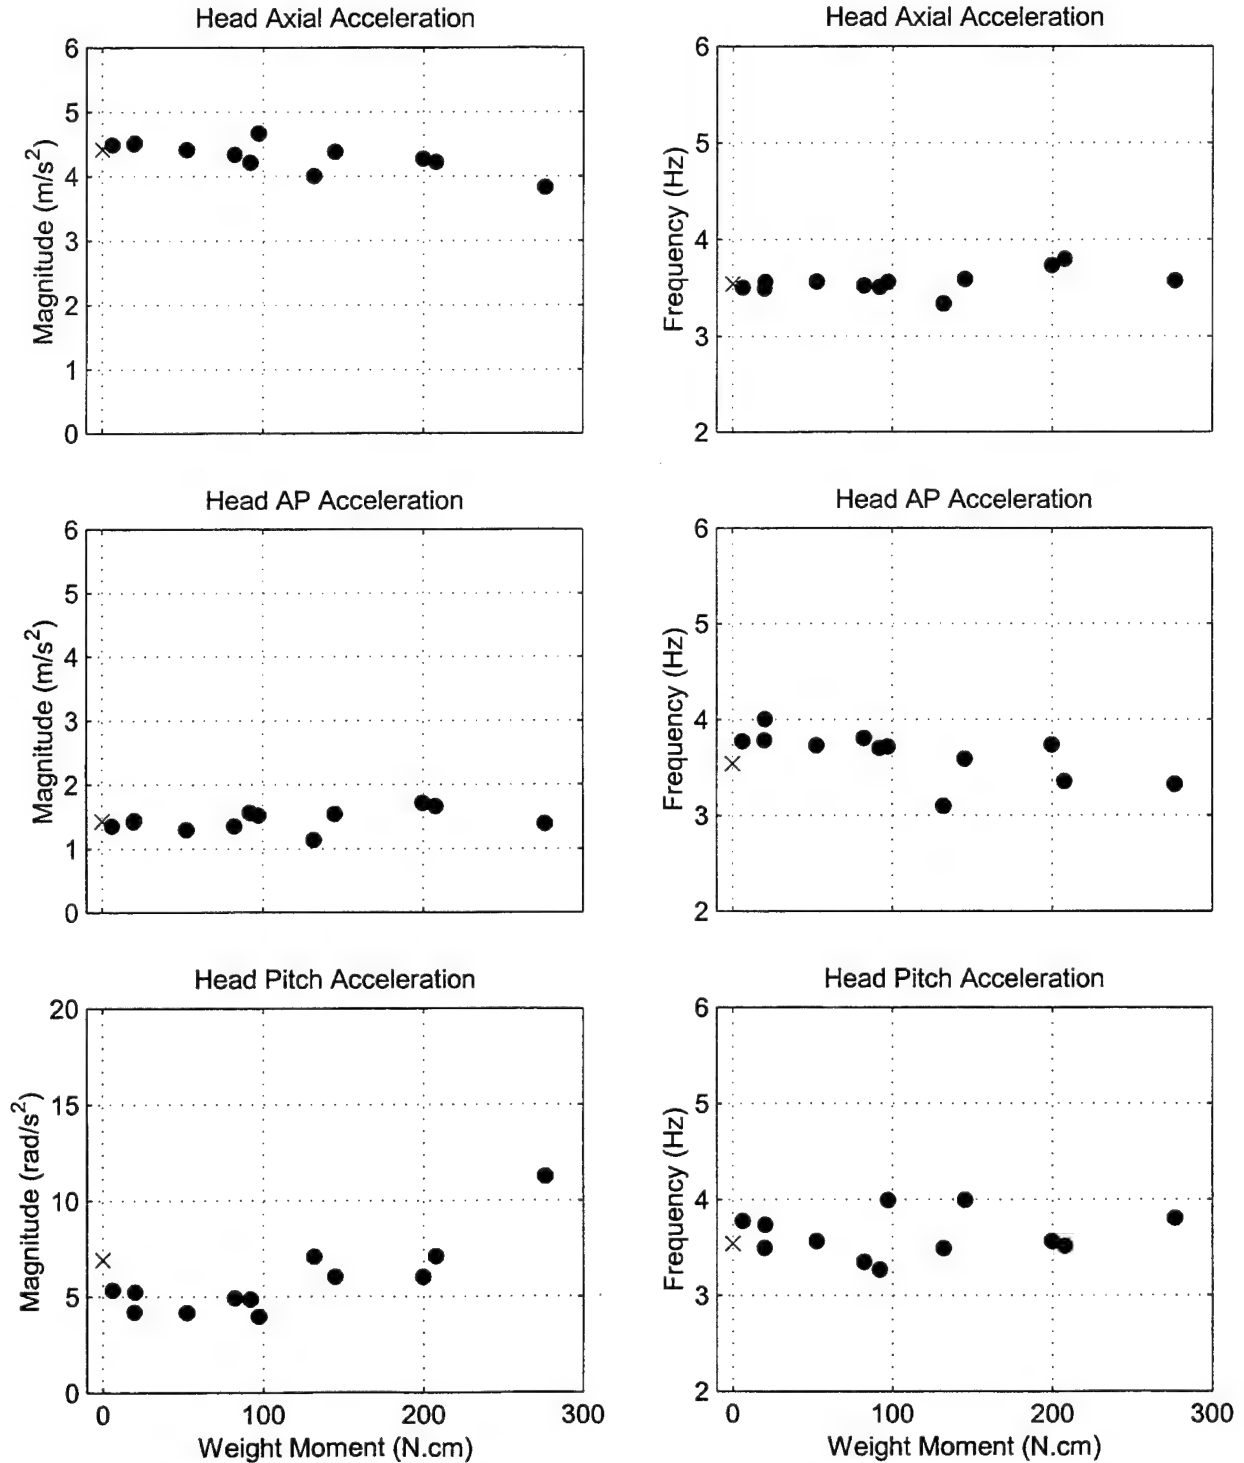 Head Axial Acceleration
6
5
4
3
2
1
0
Magnitude (m/s²)
Head Axial Acceleration
6
5
4
3
2
Frequency (Hz)
Head AP Acceleration
6
5
4
3
2
1
0
Magnitude (m/s²)
Head AP Acceleration
6
5
4
3
2
Frequency (Hz)
Head Pitch Acceleration
20
15
10
5
0
Magnitude (rad/s²)
0 100 200 300
Weight Moment (N.cm)
Head Pitch Acceleration
6
5
4
3
2
Frequency (Hz)
0 100 200 300
Weight Moment (N.cm)